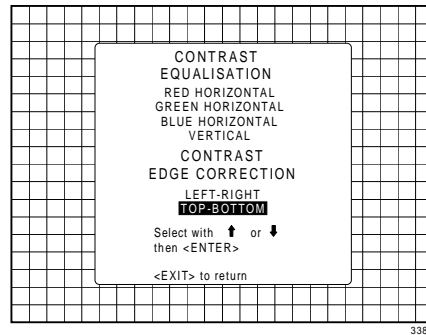 CONTRAST
EQUALISATION
RED HORIZONTAL
GREEN HORIZONTAL
BLUE HORIZONTAL
VERTICAL
CONTRAST
EDGE CORRECTION
LEFT-RIGHT
TOP-BOTTOM
Select with ⬆ or ⬇
then <ENTER>
<EXIT> to return
338